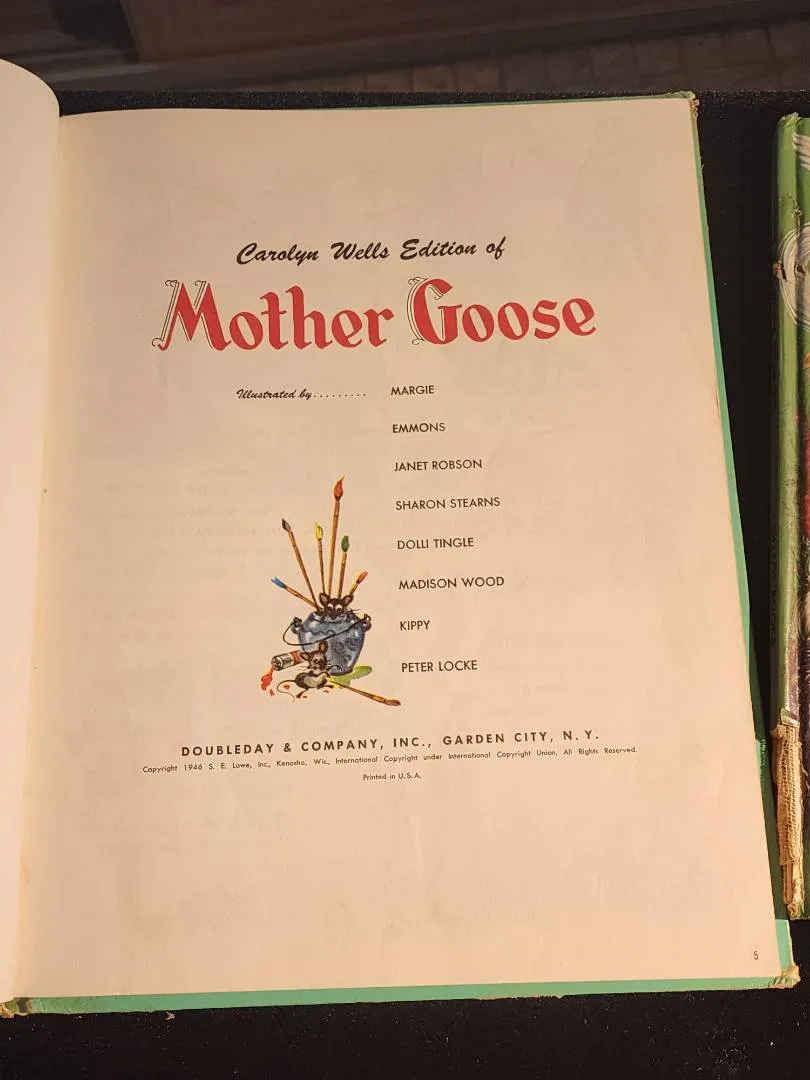 Carolyn Wells Edition of
Mother Goose
Illustrated by......... MARGIE
EMMONS
JANET ROBSON
SHARON STEARNS
DOLLI TINGLE
MADISON WOOD
KIPPY
PETER LOCKE
DOUBLEDAY & COMPANY, INC., GARDEN CITY, N. Y.
Copyright 1946 S. E. Lowe, Inc., Kenosha, Wis., International Copyright under International Copyright Union. All Rights Reserved.
Printed in U. S. A.
5